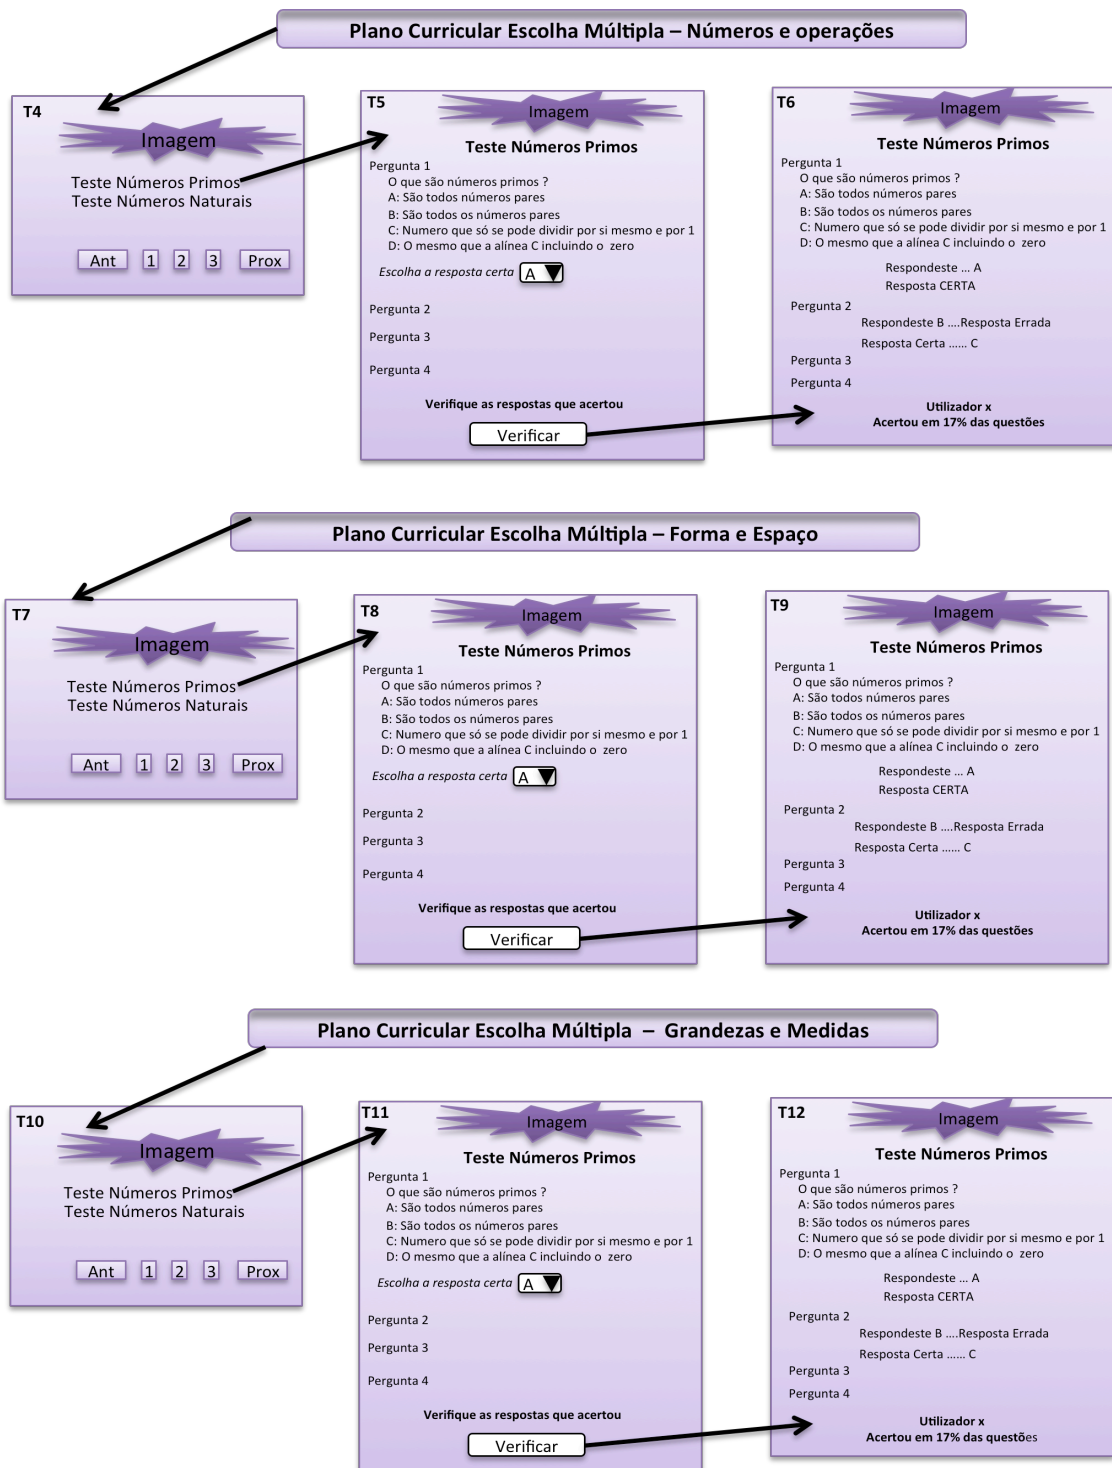 Plano Curricular Escolha Múltipla – Números e operações
T4
Imagem
Teste Números Primos
Teste Números Naturais
Ant 1 2 3 Prox
T5
Imagem
Teste Números Primos
Pergunta 1
O que são números primos ?
A: São todos números pares
B: São todos os números pares
C: Numero que só se pode dividir por si mesmo e por 1
D: O mesmo que a alínea C incluindo o zero
Escolha a resposta certa A
Pergunta 2
Pergunta 3
Pergunta 4
Verifique as respostas que acertou
Verificar
T6
Imagem
Teste Números Primos
Pergunta 1
O que são números primos ?
A: São todos números pares
B: São todos os números pares
C: Numero que só se pode dividir por si mesmo e por 1
D: O mesmo que a alínea C incluindo o zero
Respondeste ... A
Resposta CERTA
Pergunta 2
Respondeste B ....Resposta Errada
Resposta Certa ...... C
Pergunta 3
Pergunta 4
Utilizador x
Acertou em 17% das questões
Plano Curricular Escolha Múltipla – Forma e Espaço
T7
Imagem
Teste Números Primos
Teste Números Naturais
Ant 1 2 3 Prox
T8
Imagem
Teste Números Primos
Pergunta 1
O que são números primos ?
A: São todos números pares
B: São todos os números pares
C: Numero que só se pode dividir por si mesmo e por 1
D: O mesmo que a alínea C incluindo o zero
Escolha a resposta certa A
Pergunta 2
Pergunta 3
Pergunta 4
Verifique as respostas que acertou
Verificar
T9
Imagem
Teste Números Primos
Pergunta 1
O que são números primos ?
A: São todos números pares
B: São todos os números pares
C: Numero que só se pode dividir por si mesmo e por 1
D: O mesmo que a alínea C incluindo o zero
Respondeste ... A
Resposta CERTA
Pergunta 2
Respondeste B ....Resposta Errada
Resposta Certa ...... C
Pergunta 3
Pergunta 4
Utilizador x
Acertou em 17% das questões
Plano Curricular Escolha Múltipla – Grandezas e Medidas
T10
Imagem
Teste Números Primos
Teste Números Naturais
Ant 1 2 3 Prox
T11
Imagem
Teste Números Primos
Pergunta 1
O que são números primos ?
A: São todos números pares
B: São todos os números pares
C: Numero que só se pode dividir por si mesmo e por 1
D: O mesmo que a alínea C incluindo o zero
Escolha a resposta certa A
Pergunta 2
Pergunta 3
Pergunta 4
Verifique as respostas que acertou
Verificar
T12
Imagem
Teste Números Primos
Pergunta 1
O que são números primos ?
A: São todos números pares
B: São todos os números pares
C: Numero que só se pode dividir por si mesmo e por 1
D: O mesmo que a alínea C incluindo o zero
Respondeste ... A
Resposta CERTA
Pergunta 2
Respondeste B ....Resposta Errada
Resposta Certa ...... C
Pergunta 3
Pergunta 4
Utilizador x
Acertou em 17% das questões